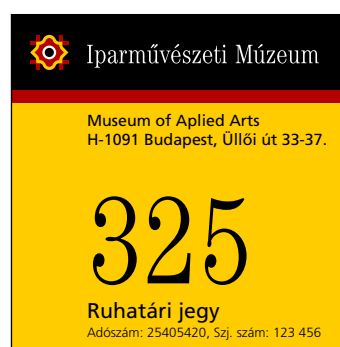 Iparművészeti Múzeum
Museum of Aplied Arts
H-1091 Budapest, Üllői út 33-37.
325
Ruhatári jegy
Adószám: 25405420, Szj. szám: 123 456